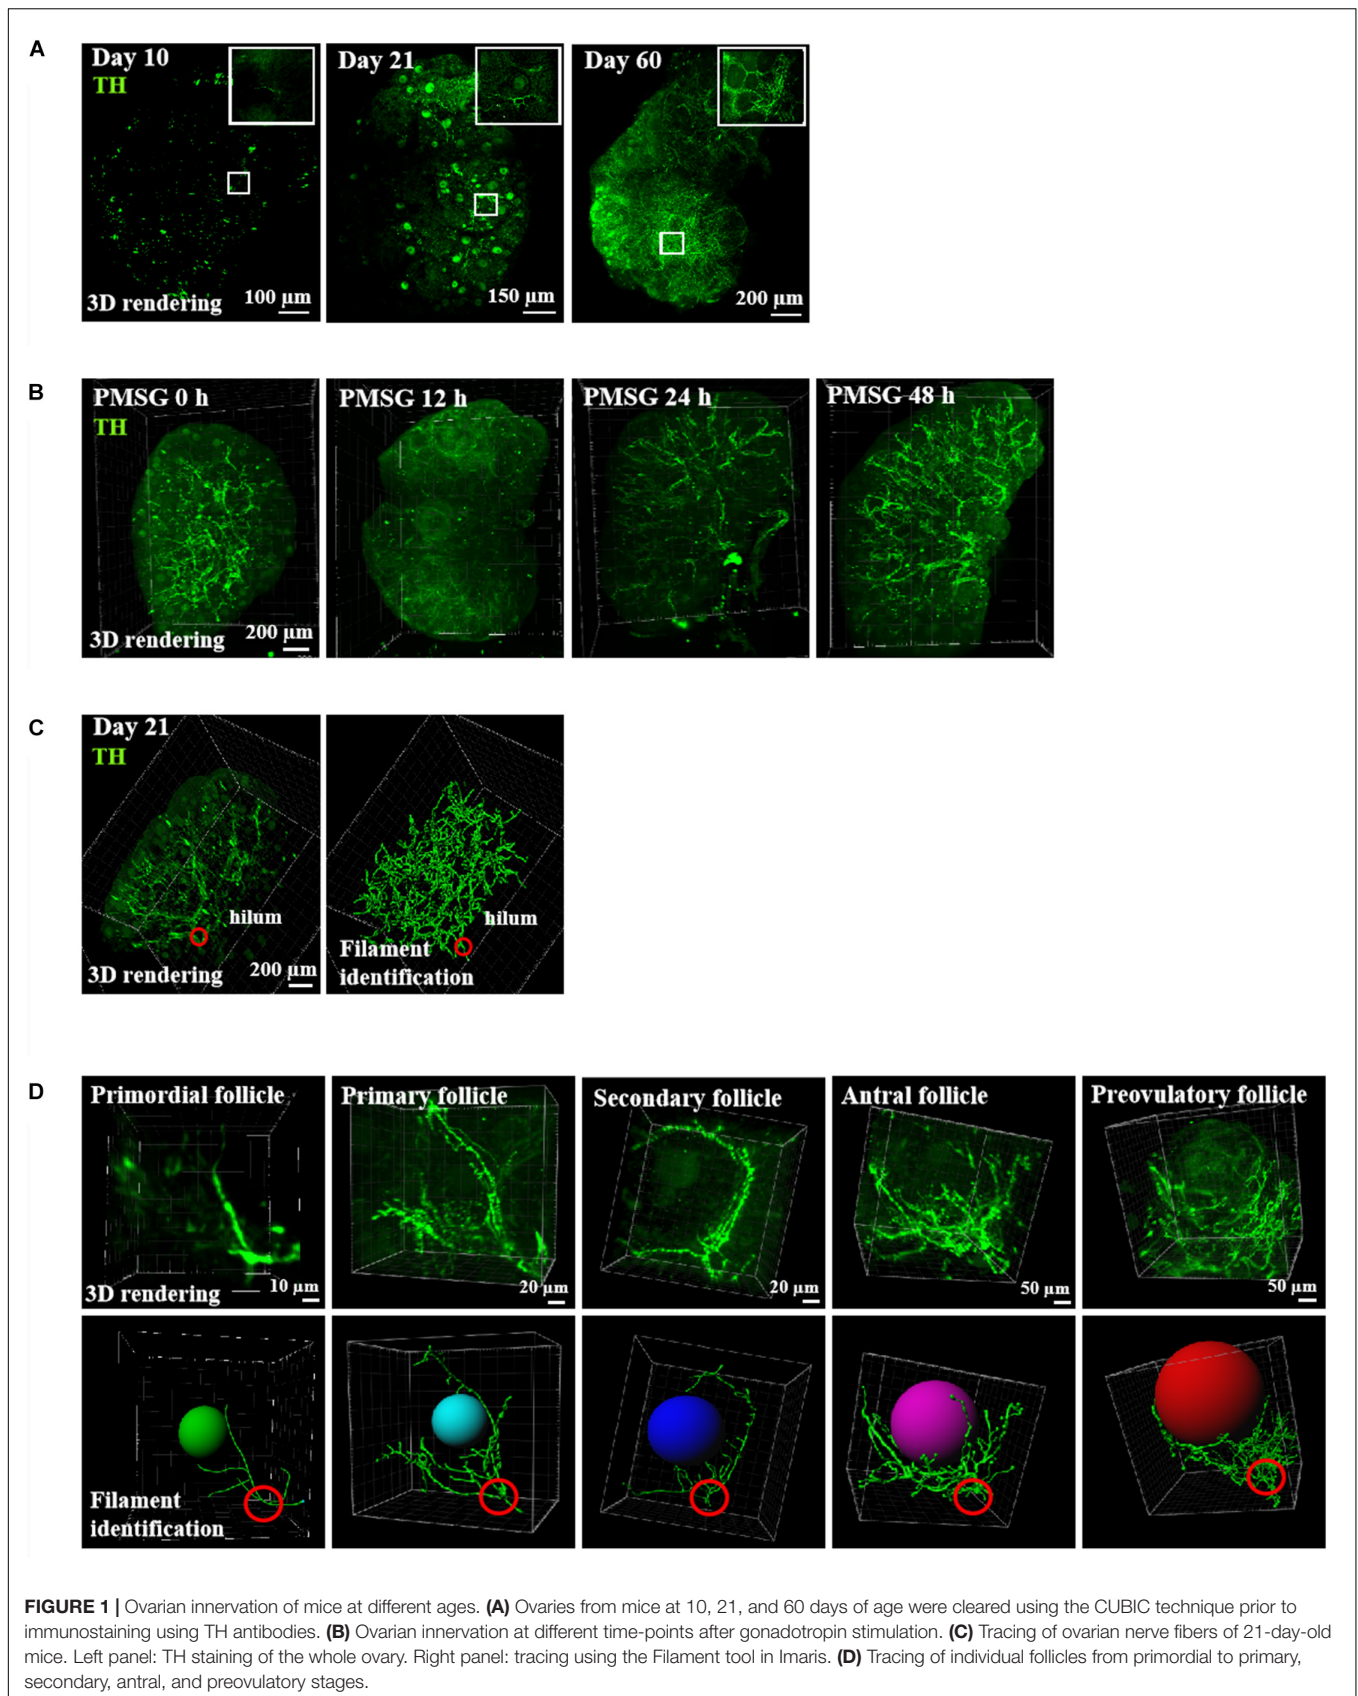 A
Day 10
TH
3D rendering
100 µm
Day 21
150 µm
Day 60
200 µm
B
PMSG 0 h
TH
3D rendering
200 µm
PMSG 12 h
PMSG 24 h
PMSG 48 h
C
Day 21
TH
hilum
3D rendering
200 µm
hilum
Filament
identification
D
Primordial follicle
3D rendering
10 µm
Primary follicle
20 µm
Secondary follicle
20 µm
Antral follicle
50 µm
Preovulatory follicle
50 µm
Filament
identification
FIGURE 1 | Ovarian innervation of mice at different ages. (A) Ovaries from mice at 10, 21, and 60 days of age were cleared using the CUBIC technique prior to
immunostaining using TH antibodies. (B) Ovarian innervation at different time-points after gonadotropin stimulation. (C) Tracing of ovarian nerve fibers of 21-day-old
mice. Left panel: TH staining of the whole ovary. Right panel: tracing using the Filament tool in Imaris. (D) Tracing of individual follicles from primordial to primary,
secondary, antral, and preovulatory stages.